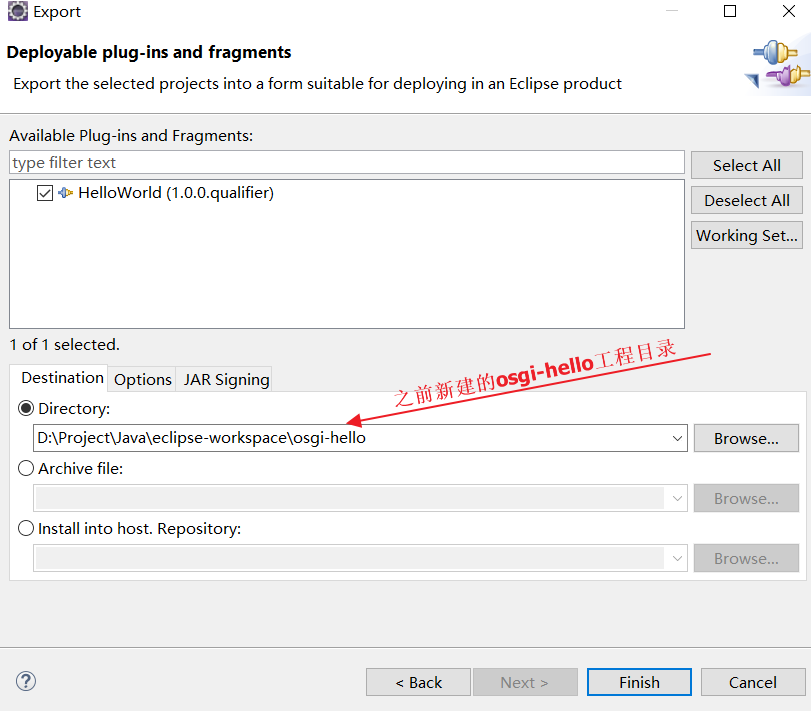 Export
Deployable plug-ins and fragments
Export the selected projects into a form suitable for deploying in an Eclipse product
Available Plug-ins and Fragments:
type filter text
Select All
HelloWorld (1.0.0.qualifier)
Deselect All
Working Set...
1 of 1 selected.
之前新建的osgi-hello工程目录
Destination Options JAR Signing
Directory:
D:\Project\Java\eclipse-workspace\osgi-hello
Browse...
Archive file:
Browse...
Install into host. Repository:
Browse...
?
< Back
Next >
Finish
Cancel